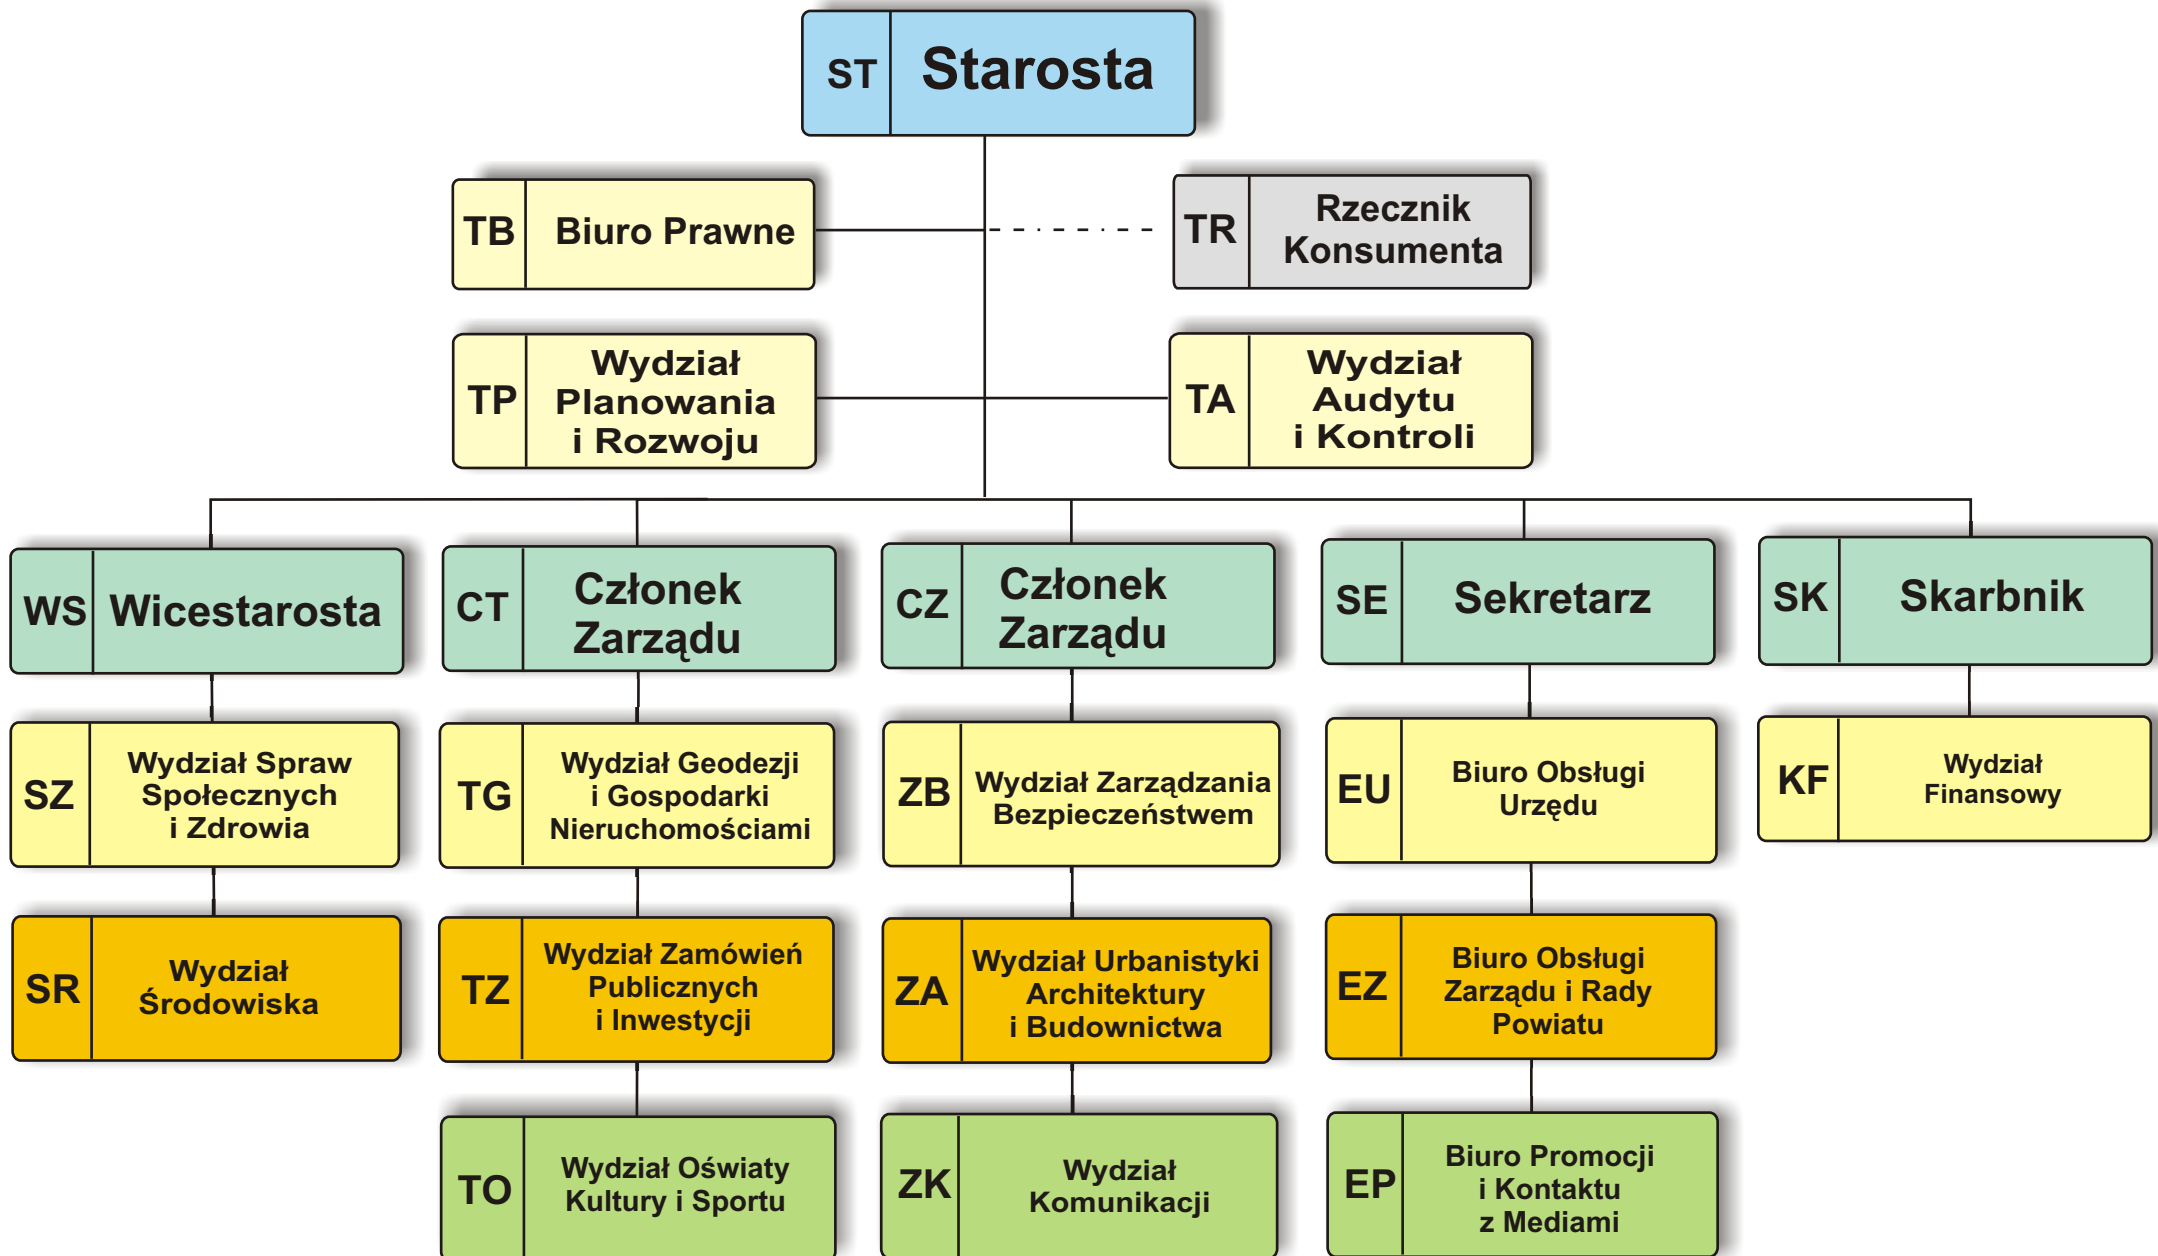 ST
Starosta
TB
Biuro Prawne
TR
Rzecznik
Konsumenta
TP
Wydział
Planowania
i Rozwoju
TA
Wydział
Audytu
i Kontroli
WS
Wicestarosta
CT
Członek
Zarządu
CZ
Członek
Zarządu
SE
Sekretarz
SK
Skarbnik
SZ
Wydział Spraw
Społecznych
i Zdrowia
TG
Wydział Geodezji
i Gospodarki
Nieruchomościami
ZB
Wydział Zarządzania
Bezpieczeństwem
EU
Biuro Obsługi
Urzędu
KF
Wydział
Finansowy
SR
Wydział
Środowiska
TZ
Wydział Zamówień
Publicznych
i Inwestycji
ZA
Wydział Urbanistyki
Architektury
i Budownictwa
EZ
Biuro Obsługi
Zarządu i Rady
Powiatu
TO
Wydział Oświaty
Kultury i Sportu
ZK
Wydział
Komunikacji
EP
Biuro Promocji
i Kontaktu
z Mediami